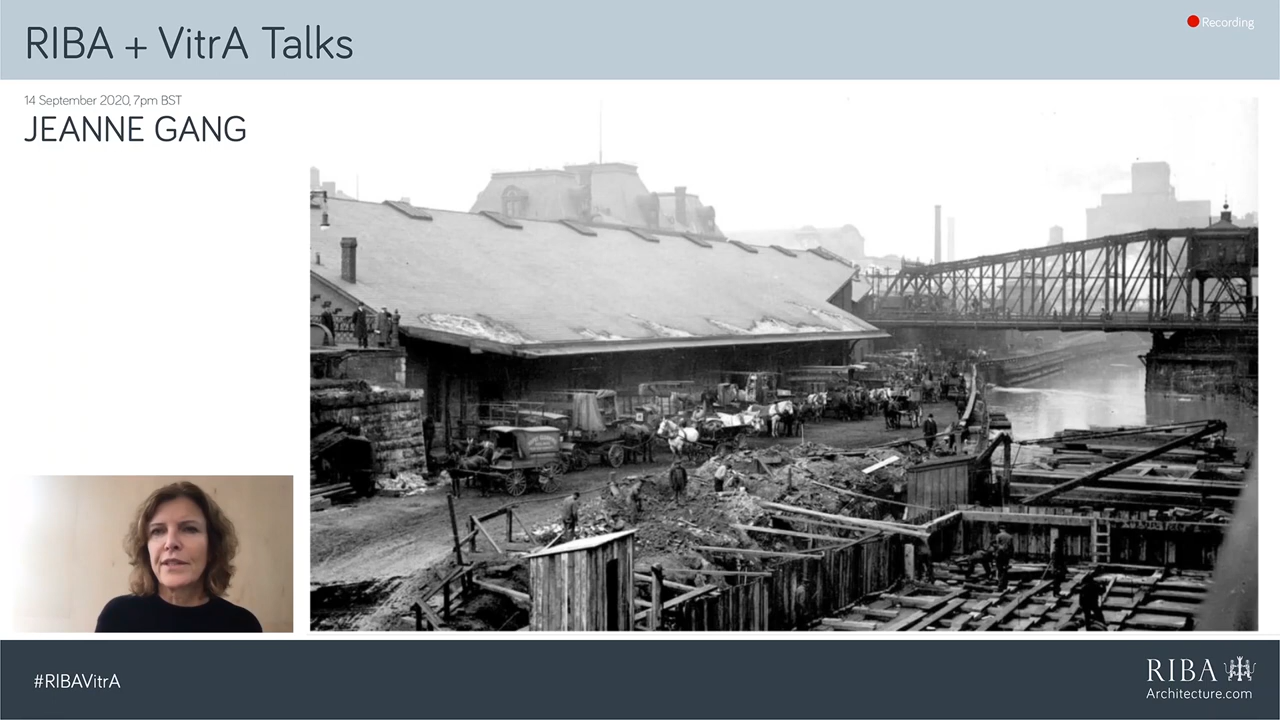 RIBA + VitrA Talks
Recording
14 September 2020, 7pm BST
JEANNE GANG
#RIBAVitrA
RIBA
Architecture.com